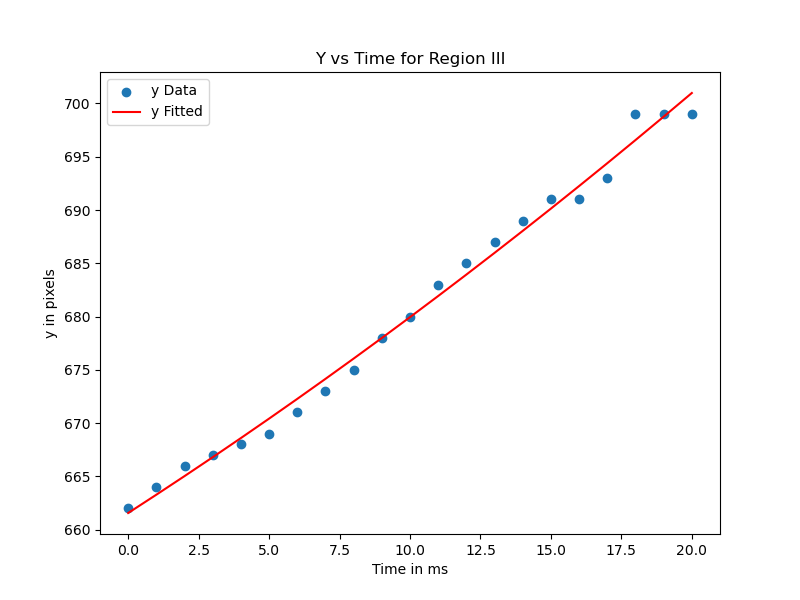 Y vs Time for Region III
y Data
y Fitted
700
695
690
685
680
675
670
665
660
y in pixels
0.0 2.5 5.0 7.5 10.0 12.5 15.0 17.5 20.0
Time in ms